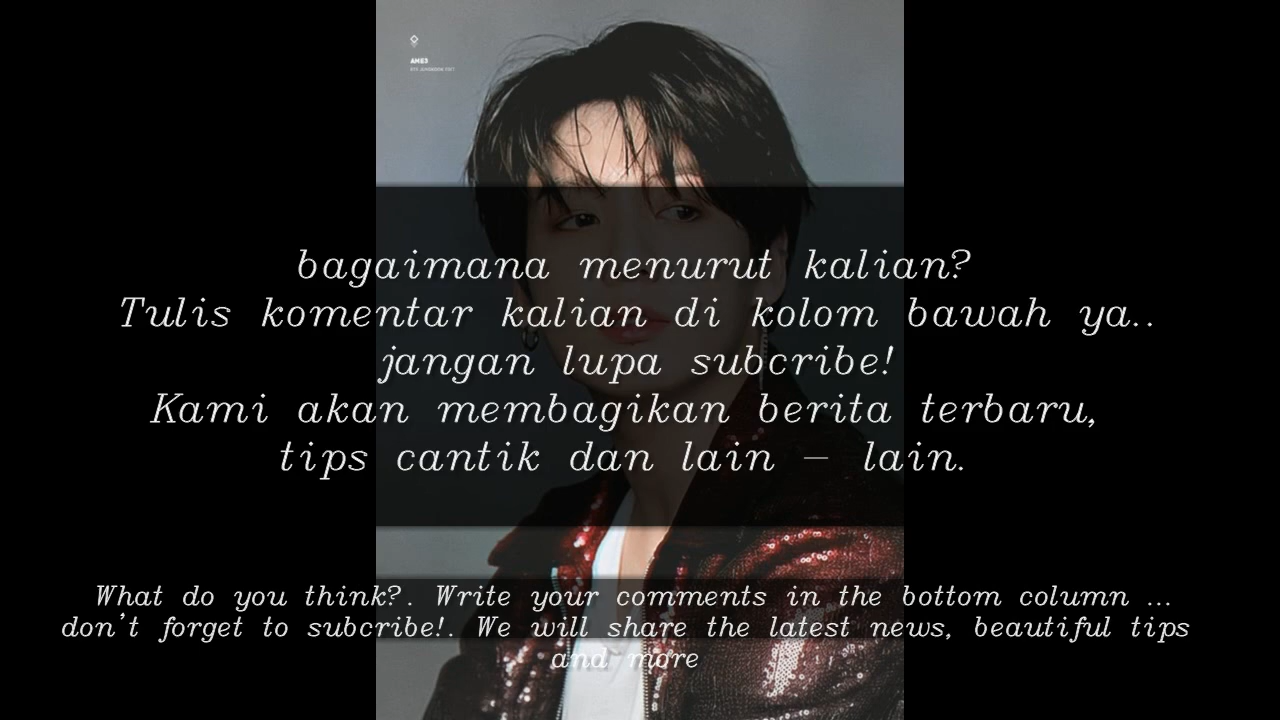 AME3
bagaimana menurut kalian?
Tulis komentar kalian di kolom bawah ya..
jangan lupa subcribe!
Kami akan membagikan berita terbaru,
tips cantik dan lain - lain.
What do you think?. Write your comments in the bottom column ...
don't forget to subcribe!. We will share the latest news, beautiful tips
and more